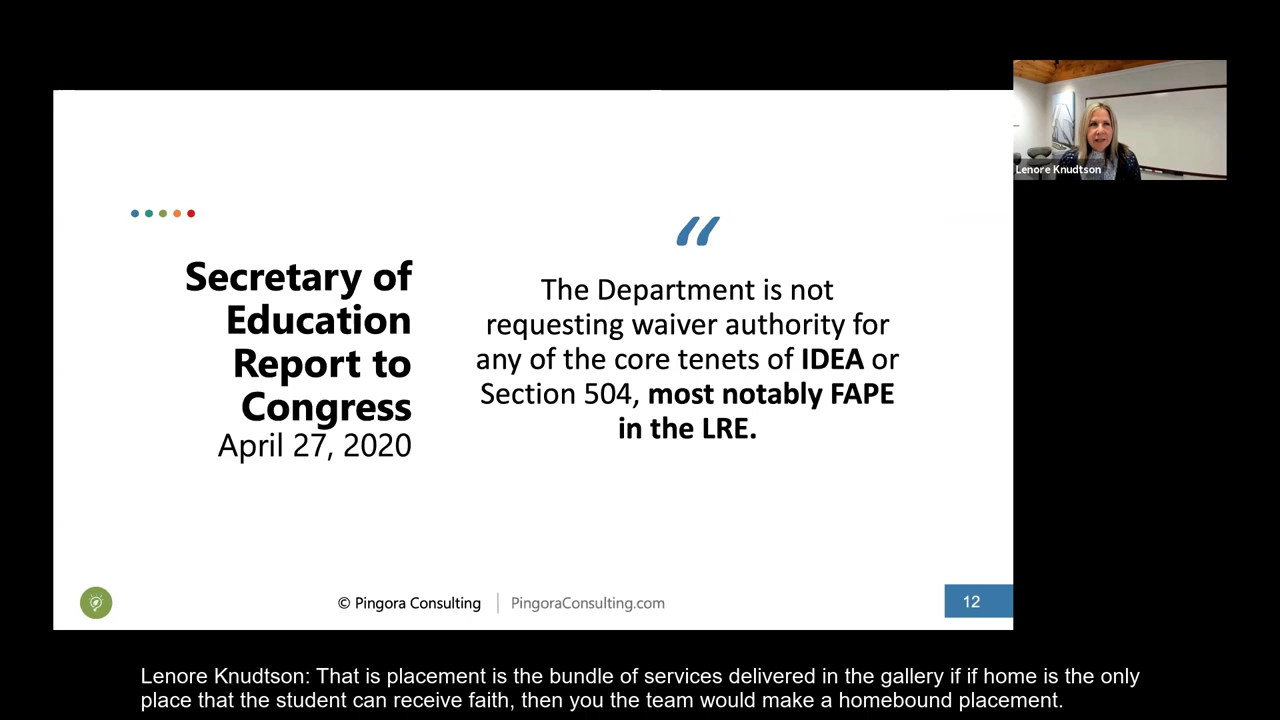 Secretary of
Education
Report to
Congress
April 27, 2020
“
The Department is not
requesting waiver authority for
any of the core tenets of IDEA or
Section 504, most notably FAPE
in the LRE.
© Pingora Consulting
PingoraConsulting.com
12
Lenore Knudtson
Lenore Knudtson: That is placement is the bundle of services delivered in the gallery if if home is the only
place that the student can receive faith, then you the team would make a homebound placement.